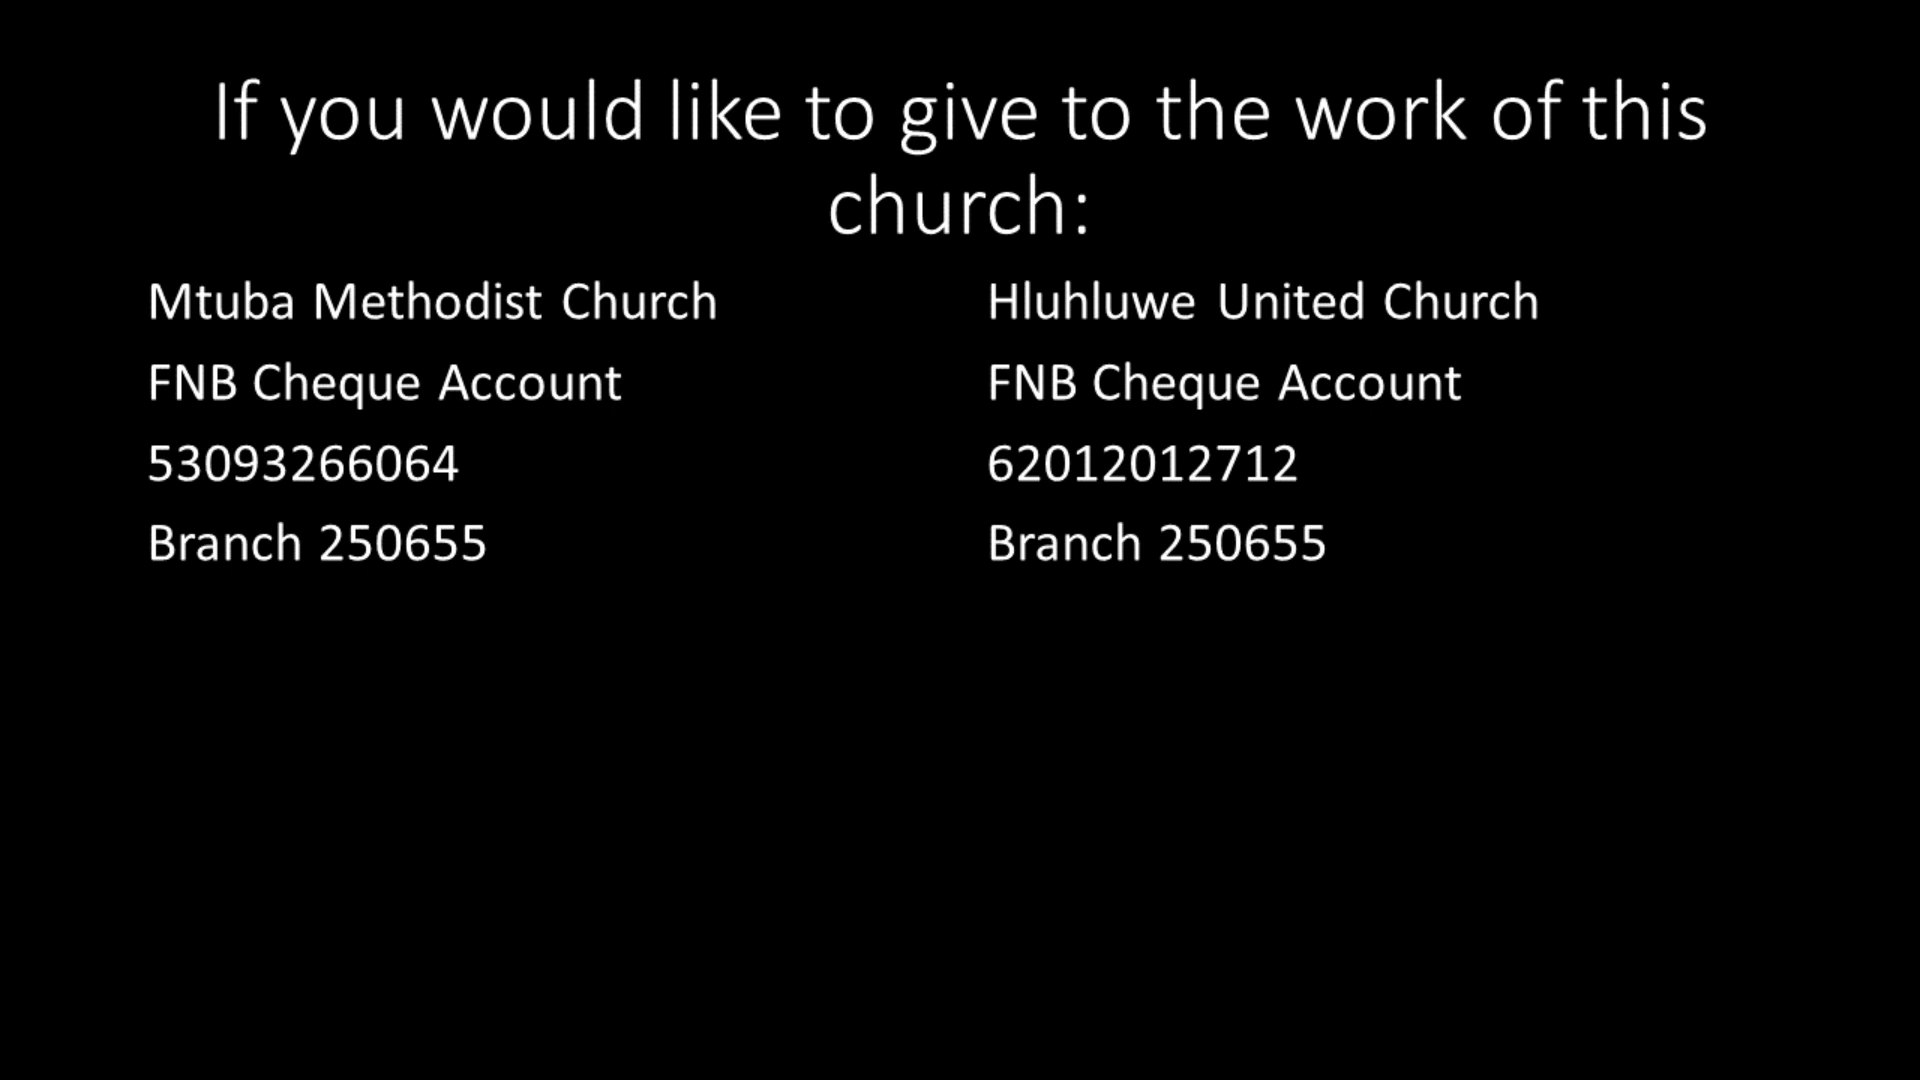 If you would like to give to the work of this
church:
Mtuba Methodist Church
FNB Cheque Account
53093266064
Branch 250655
Hluhluwe United Church
FNB Cheque Account
62012012712
Branch 250655